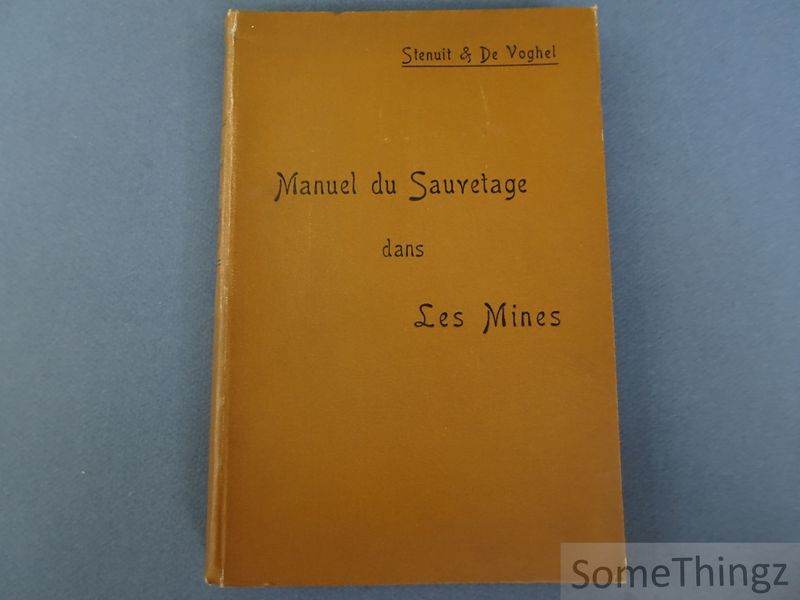 Stenuit & De Voghel
Manuel du Sauvetage
dans
Les Mines
SomeThingz